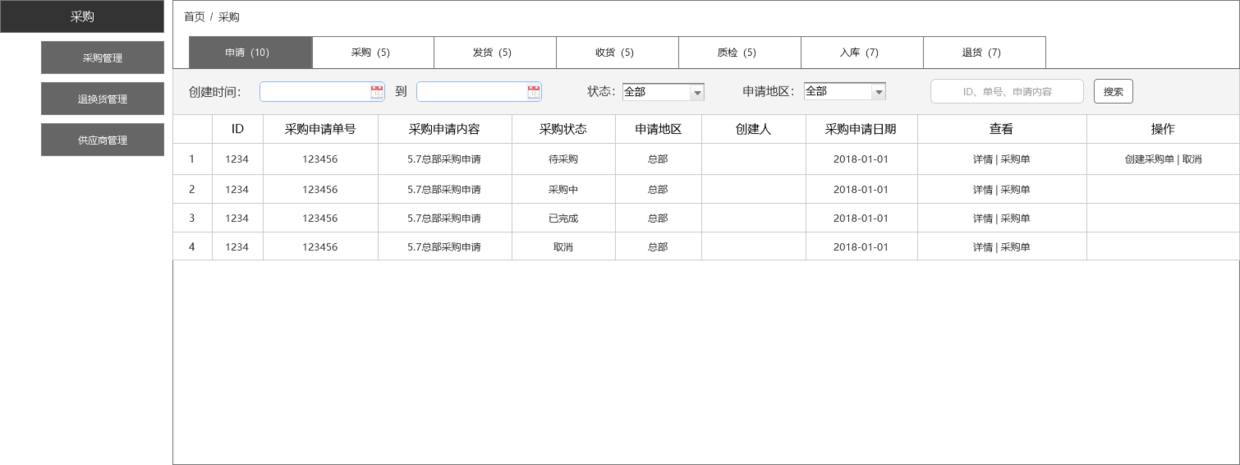 采购
采购管理
退换货管理
供应商管理
首页 / 采购
申请（10） 采购（5） 发货（5） 收货（5） 质检（5） 入库（7） 退货（7）
创建时间： 到 状态： 全部 申请地区： 全部 ID、单号、申请内容 搜索
ID 采购申请单号 采购申请内容 采购状态 申请地区 创建人 采购申请日期 查看 操作
1 1234 123456 5.7总部采购申请 待采购 总部 2018-01-01 详情 | 采购单 创建采购单 | 取消
2 1234 123456 5.7总部采购申请 采购中 总部 2018-01-01 详情 | 采购单
3 1234 123456 5.7总部采购申请 已完成 总部 2018-01-01 详情 | 采购单
4 1234 123456 5.7总部采购申请 取消 总部 2018-01-01 详情 | 采购单